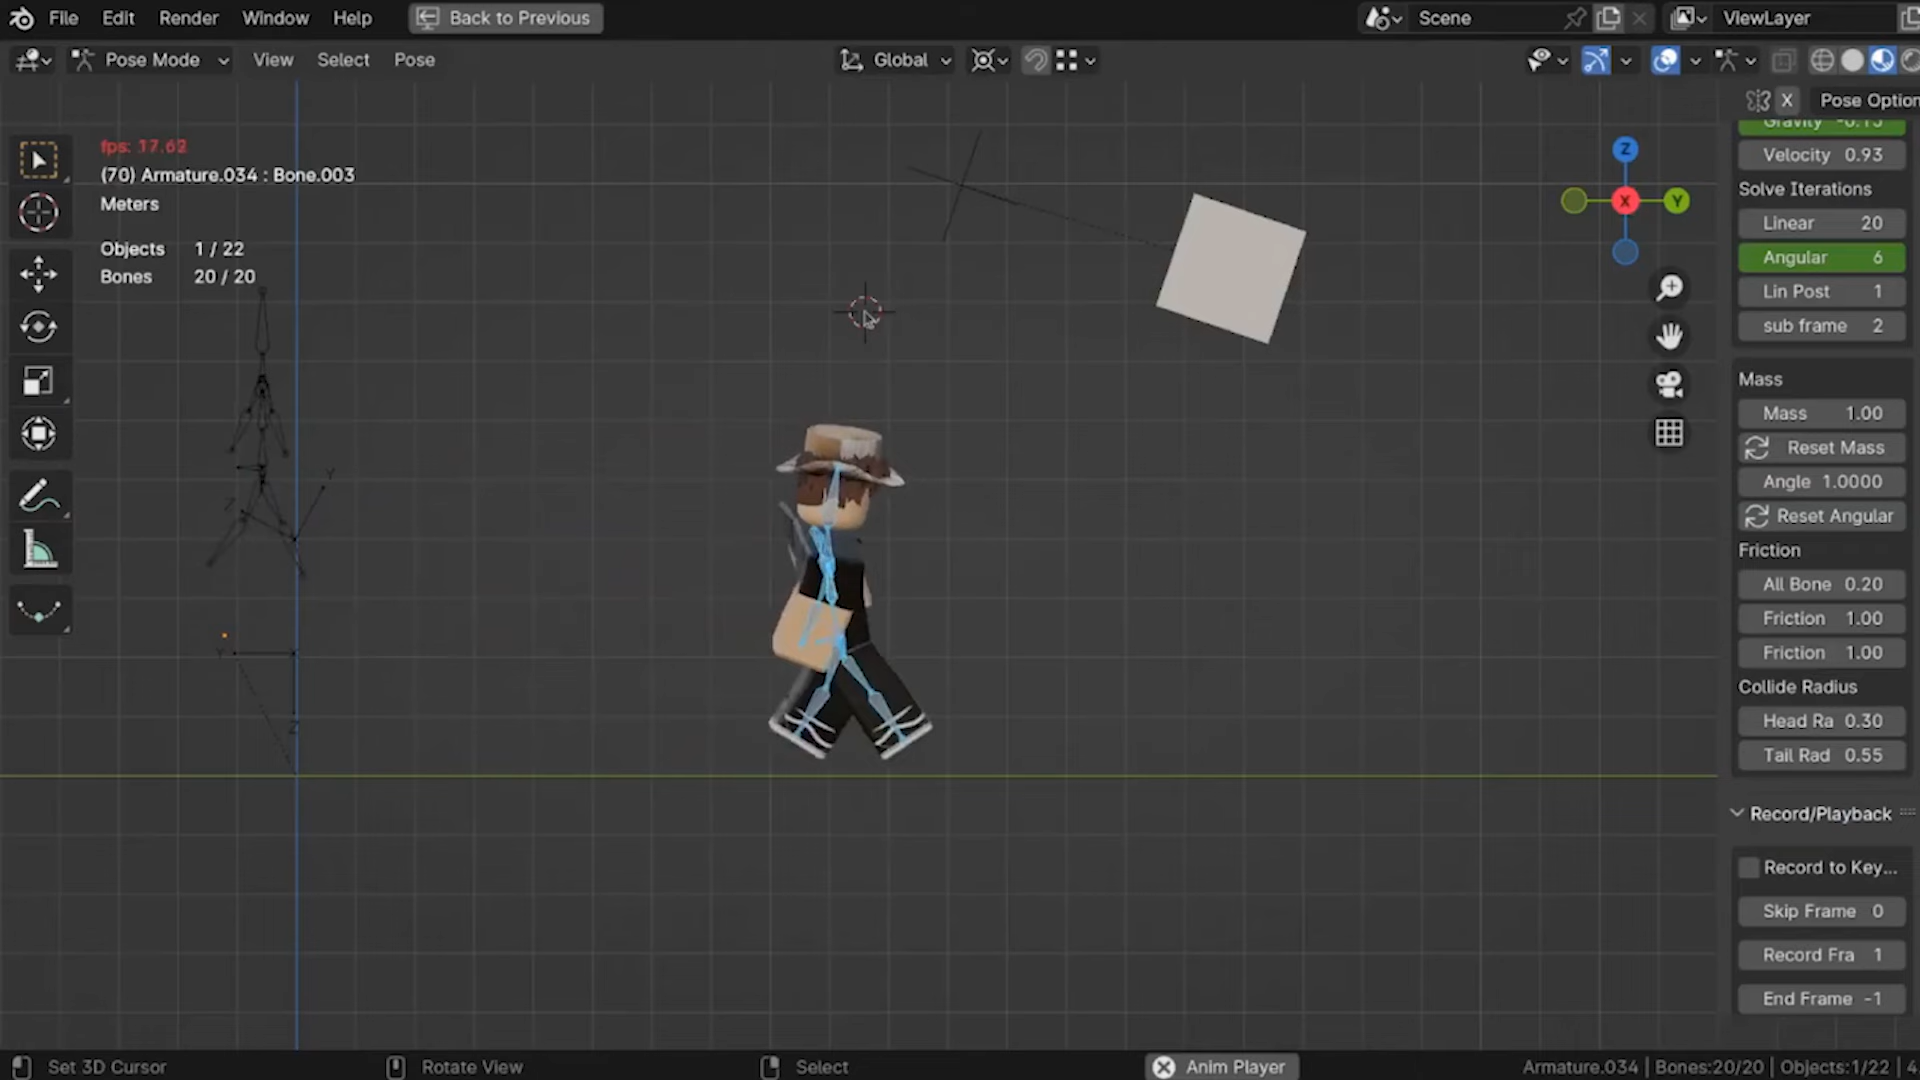 File Edit Render Window Help Back to Previous Scene ViewLayer
Pose Mode View Select Pose Global
X Pose Option
fps: 17.62
(70) Armature.034 : Bone.003
Meters
Objects 1 / 22
Bones 20 / 20
Z
X
Y
Gravity -0.15
Velocity 0.93
Solve Iterations
Linear 20
Angular 6
Lin Post 1
sub frame 2
Mass
Mass 1.00
Reset Mass
Angle 1.0000
Reset Angular
Friction
All Bone 0.20
Friction 1.00
Friction 1.00
Collide Radius
Head Ra 0.30
Tail Rad 0.55
Record/Playback
Record to Key...
Skip Frame 0
Record Fra 1
End Frame -1
Y
Z
Y
Z
Set 3D Cursor Rotate View Select Anim Player Armature.034 | Bones:20/20 | Objects:1/22 | 4